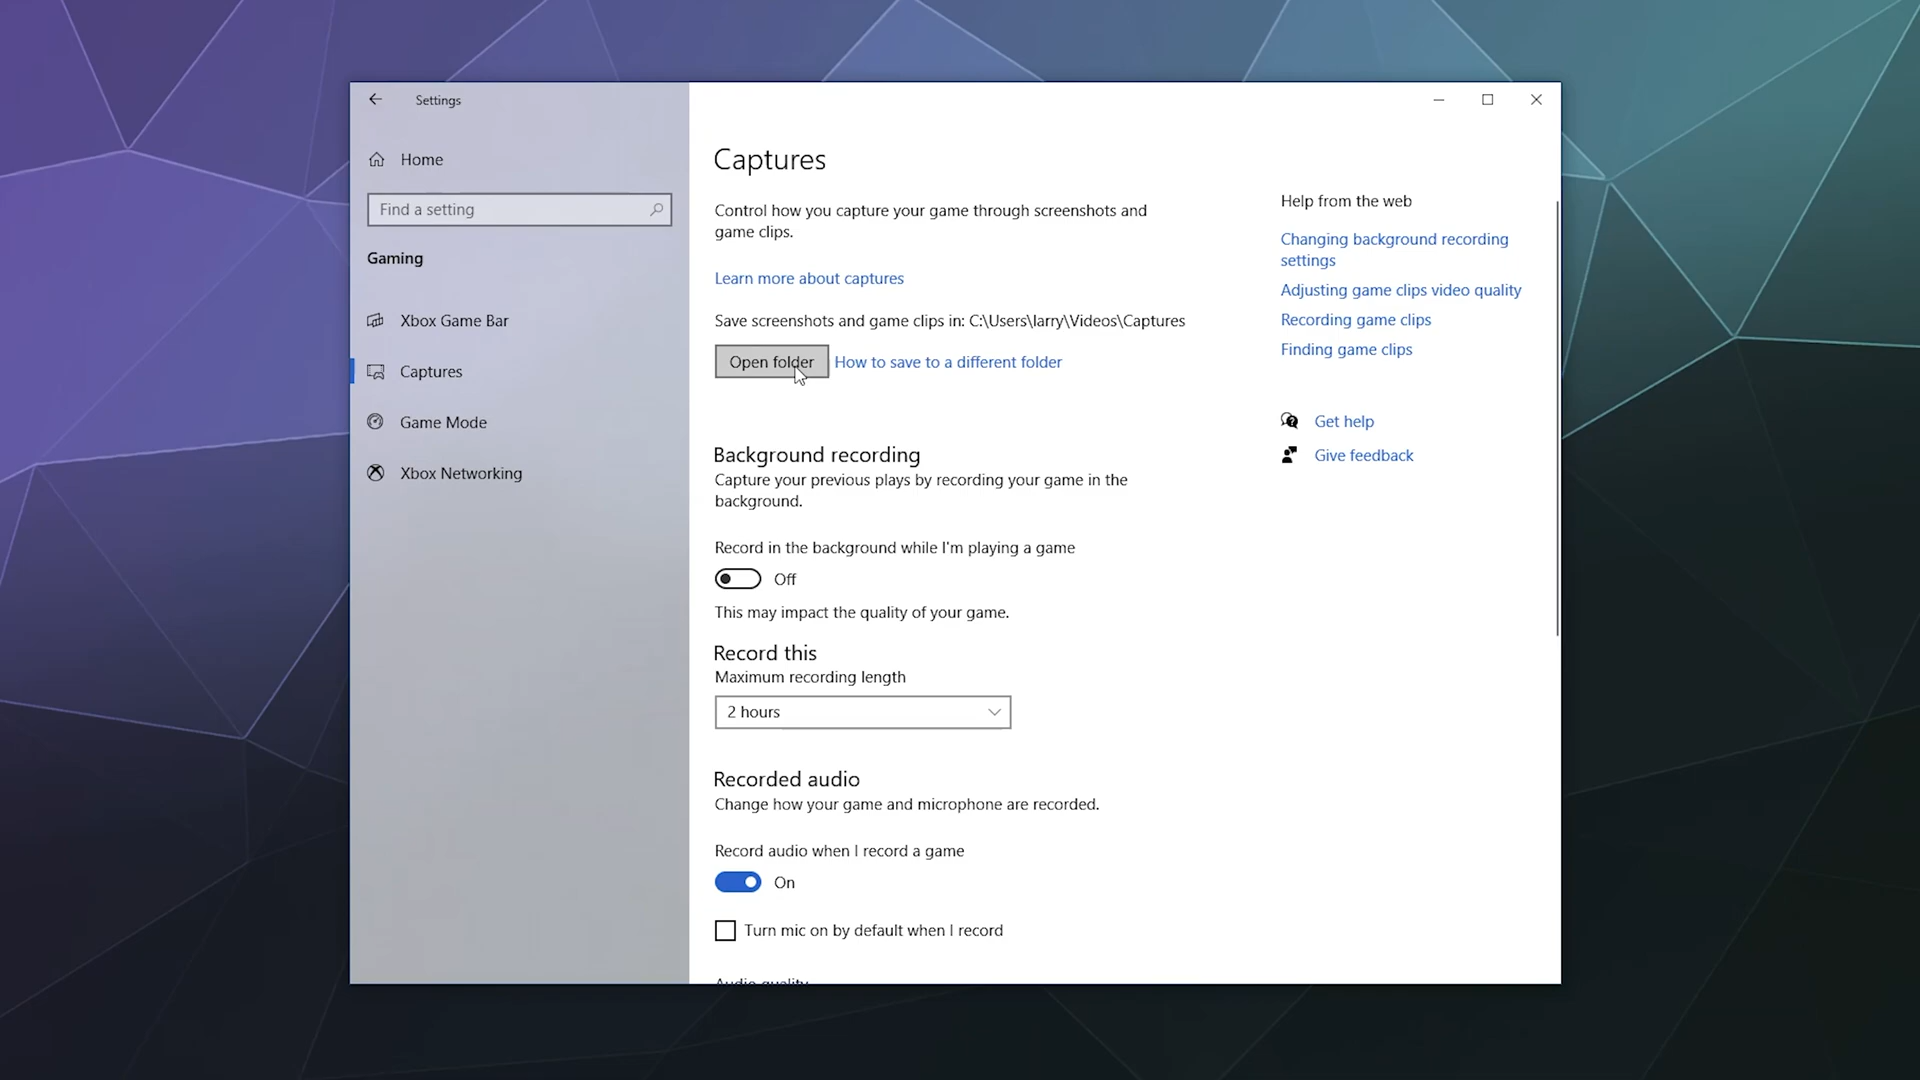 Settings
Home
Find a setting
Gaming
Xbox Game Bar
Captures
Game Mode
Xbox Networking
Captures
Control how you capture your game through screenshots and
game clips.
Learn more about captures
Save screenshots and game clips in: C:\Users\larry\Videos\Captures
Open folder
How to save to a different folder
Background recording
Capture your previous plays by recording your game in the
background.
Record in the background while I'm playing a game
Off
This may impact the quality of your game.
Record this
Maximum recording length
2 hours
Recorded audio
Change how your game and microphone are recorded.
Record audio when I record a game
On
Turn mic on by default when I record
Audio quality
Help from the web
Changing background recording
settings
Adjusting game clips video quality
Recording game clips
Finding game clips
Get help
Give feedback